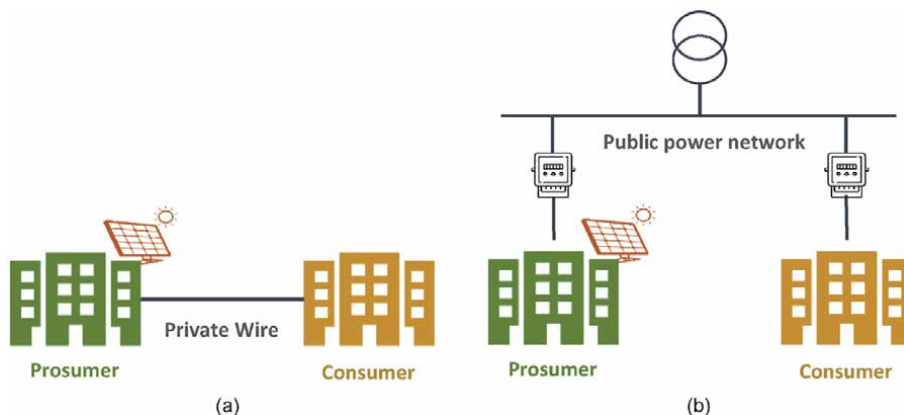 Private Wire
Prosumer
Consumer
(a)
Public power network
Prosumer
Consumer
(b)